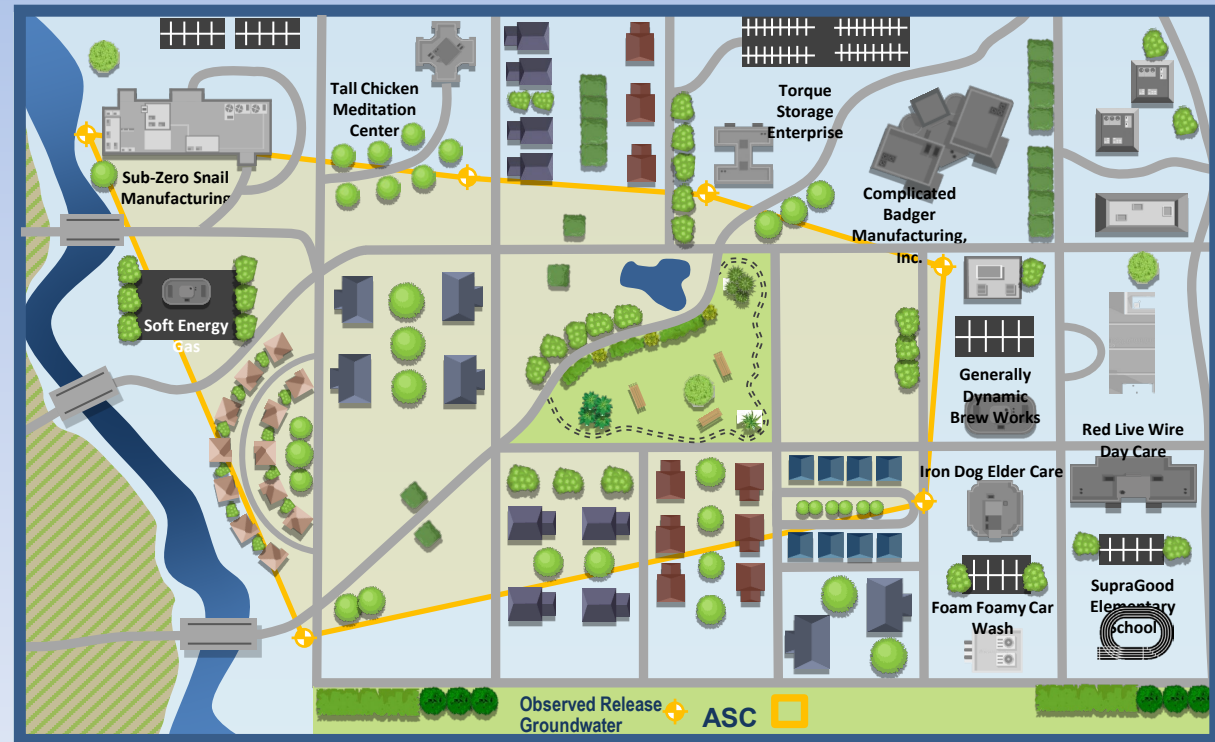 Tall Chicken
Meditation
Center
Torque
Storage
Enterprise
Sub-Zero Snail
Manufacturing
Complicated
Badger
Manufacturing,
Inc.
Soft Energy
Gas
Generally
Dynamic
Brew Works
Red Live Wire
Day Care
Iron Dog Elder Care
SupraGood
Elementary
School
Foam Foamy Car
Wash
Observed Release
Groundwater
ASC